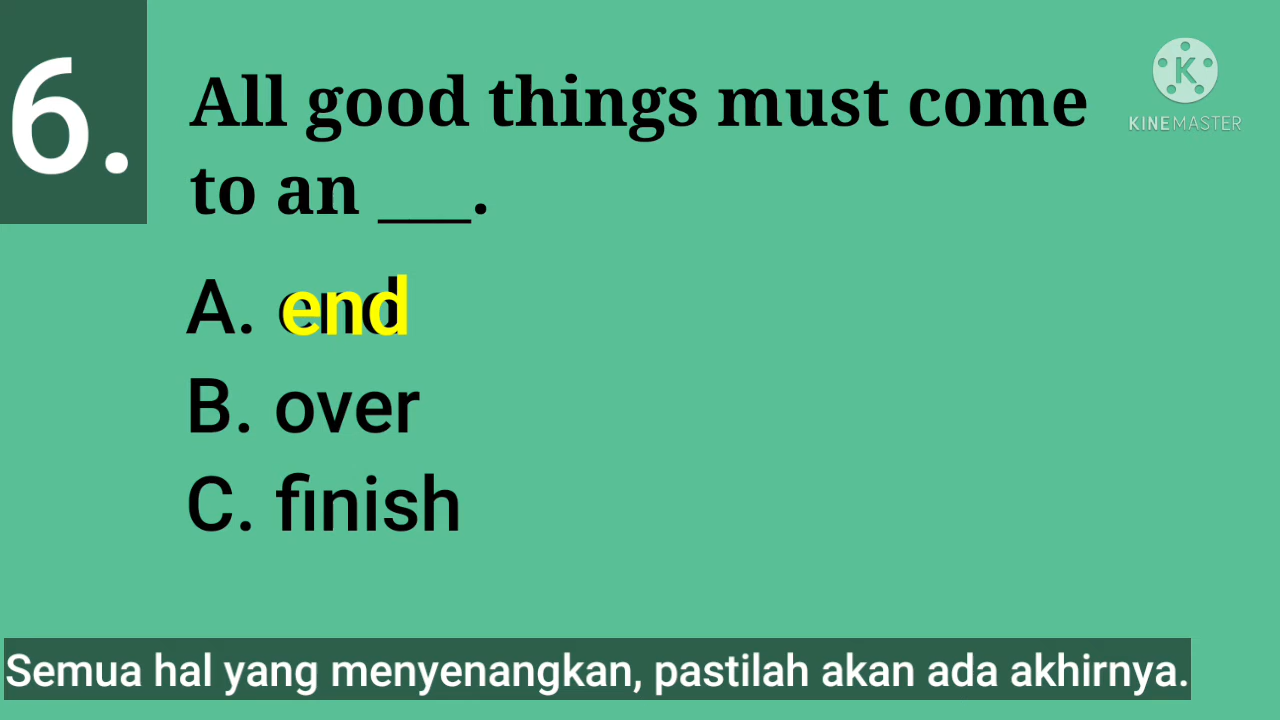 6.
All good things must come
to an ___.
KINEMASTER
A. end
B. over
C. finish
Semua hal yang menyenangkan, pastilah akan ada akhirnya.